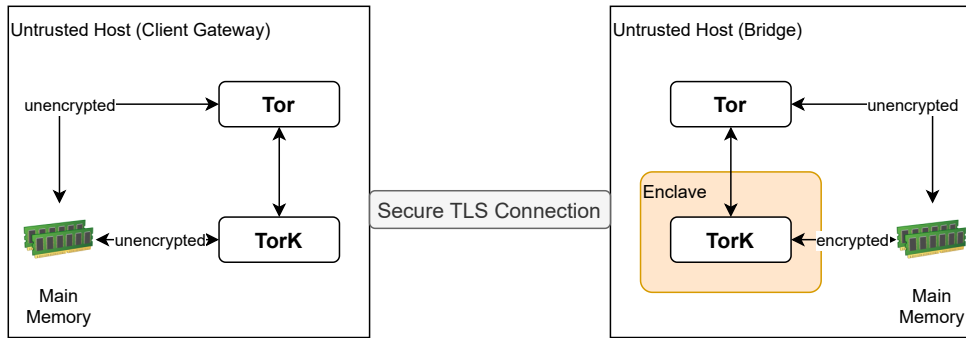 Untrusted Host (Client Gateway)
unencrypted
Tor
unencrypted
TorK
Main
Memory
Secure TLS Connection
Untrusted Host (Bridge)
Tor
unencrypted
Enclave
TorK
encrypted
Main
Memory